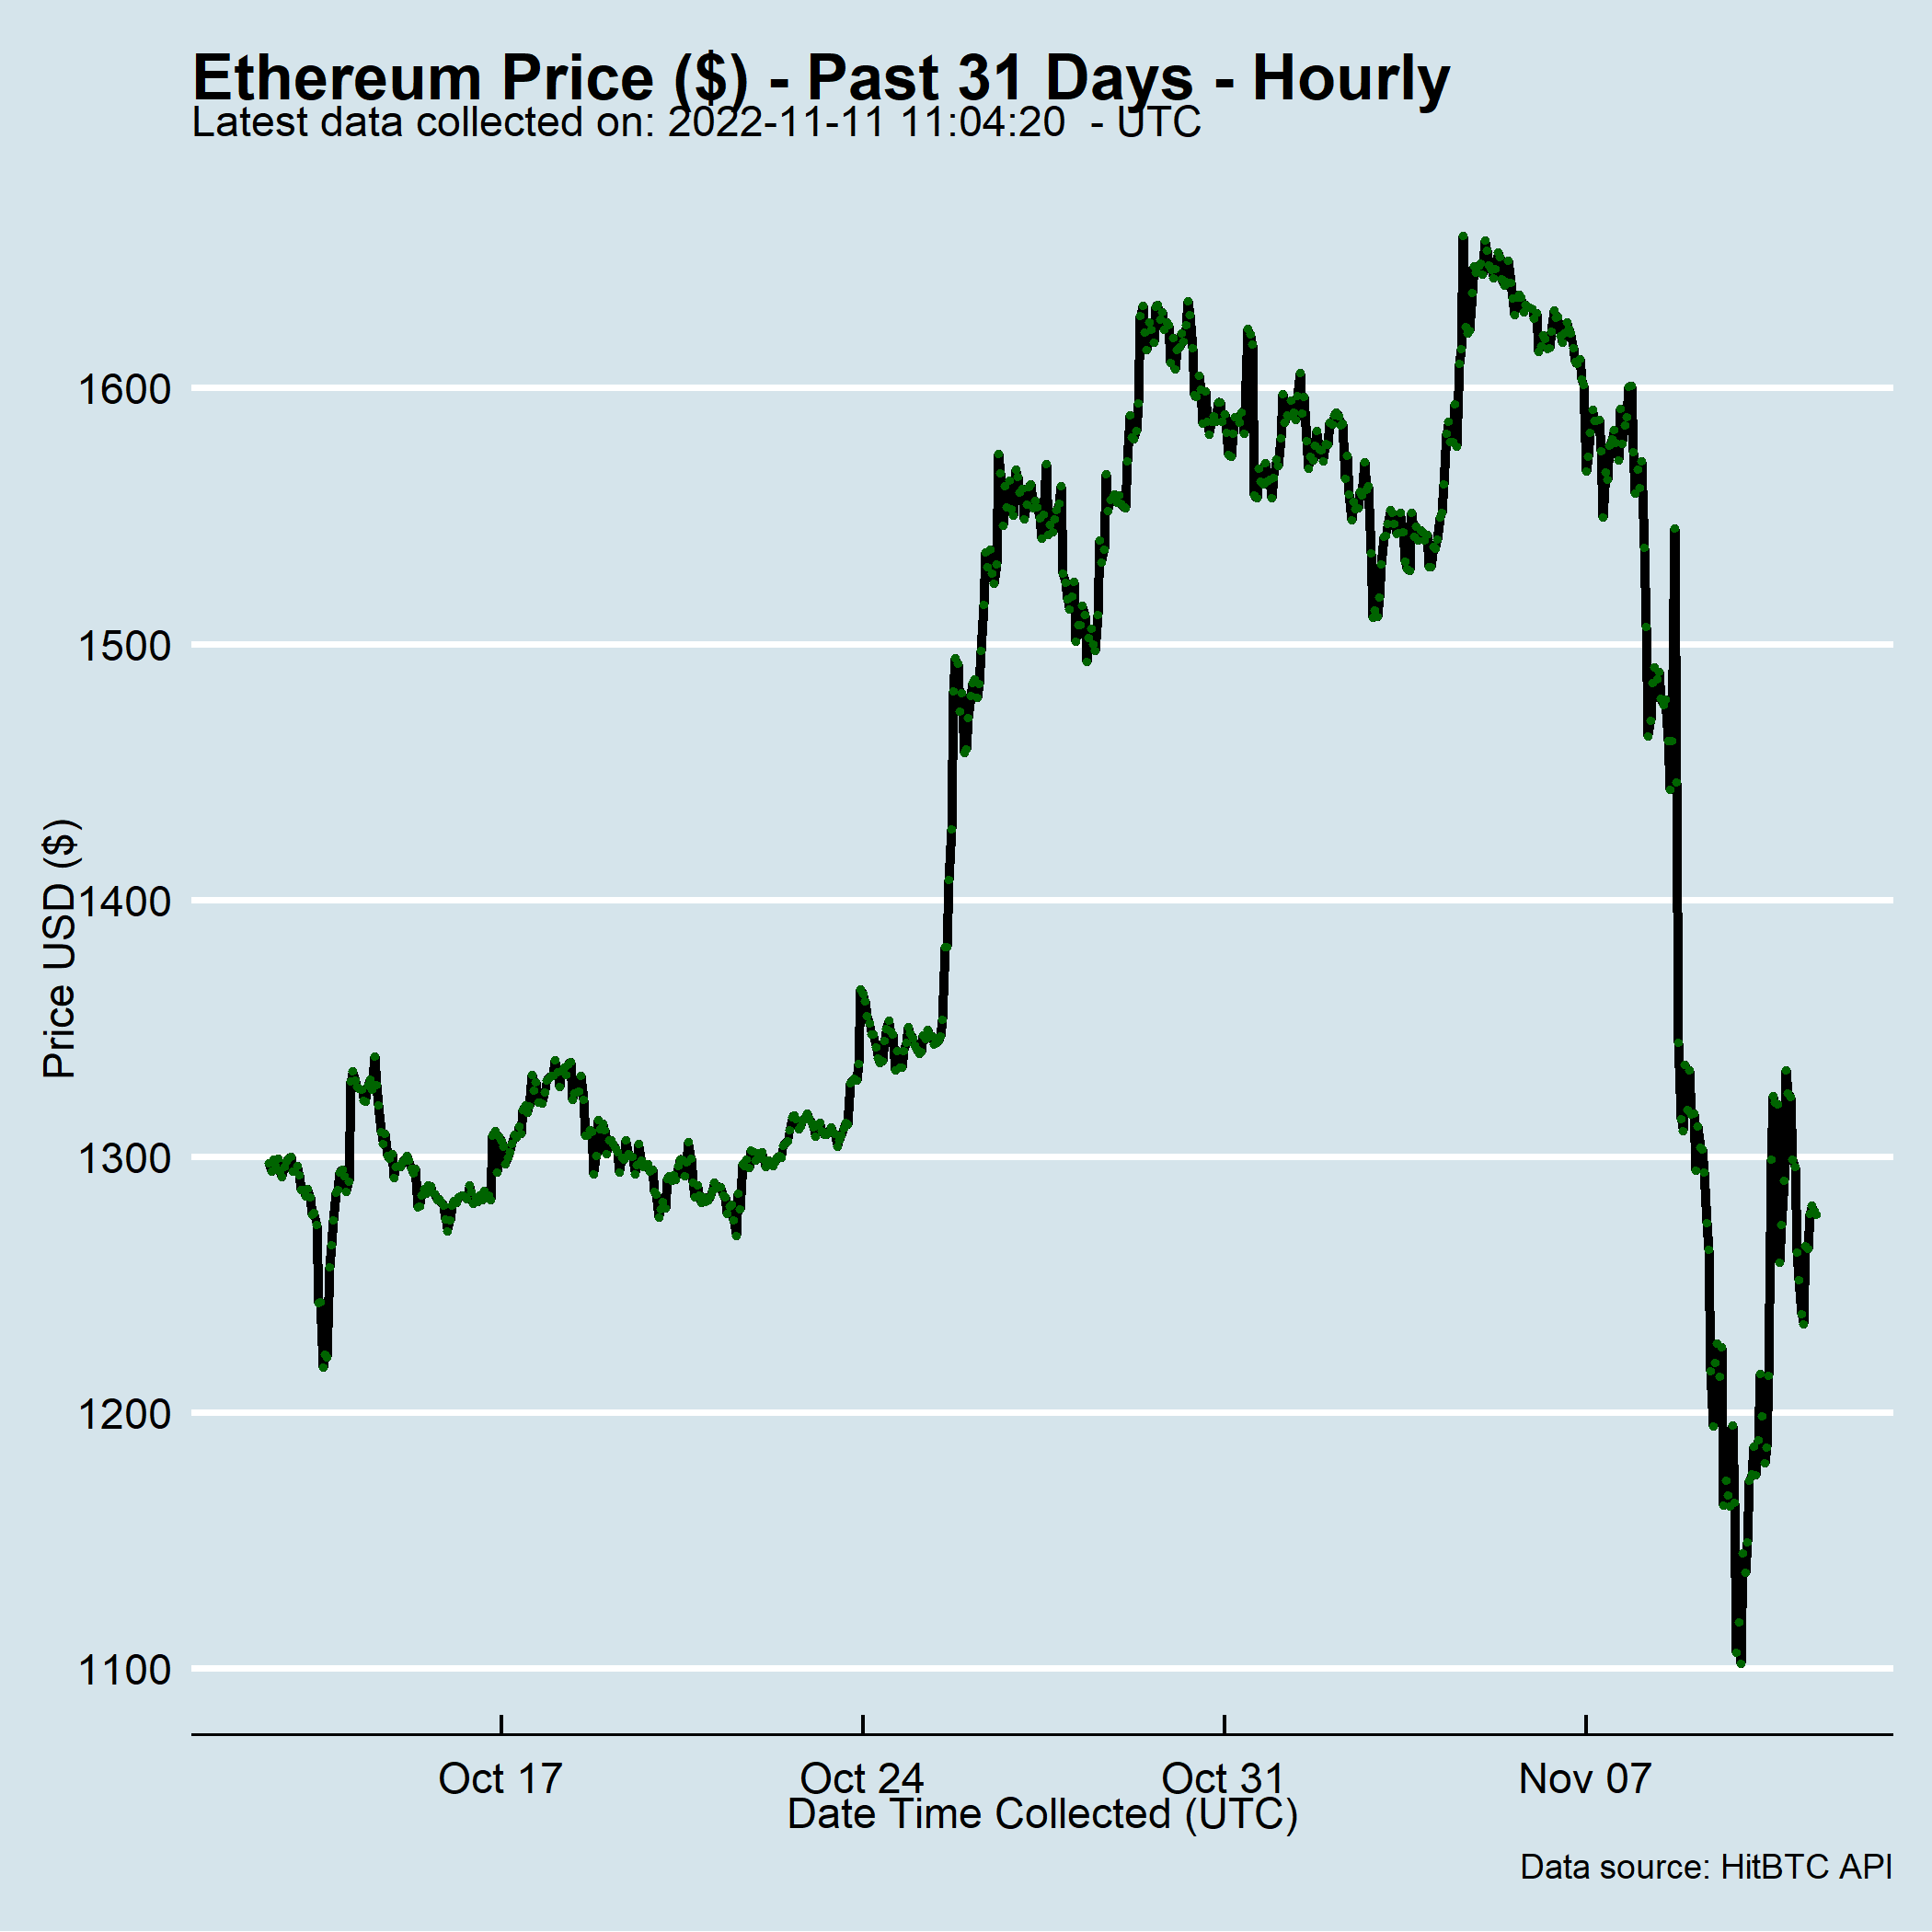 Ethereum Price ($) - Past 31 Days - Hourly
Latest data collected on: 2022-11-11 11:04:20  - UTC
Price USD ($)
1600
1500
1400
1300
1200
1100
Oct 17 Oct 24 Oct 31 Nov 07
Date Time Collected (UTC)
Data source: HitBTC API